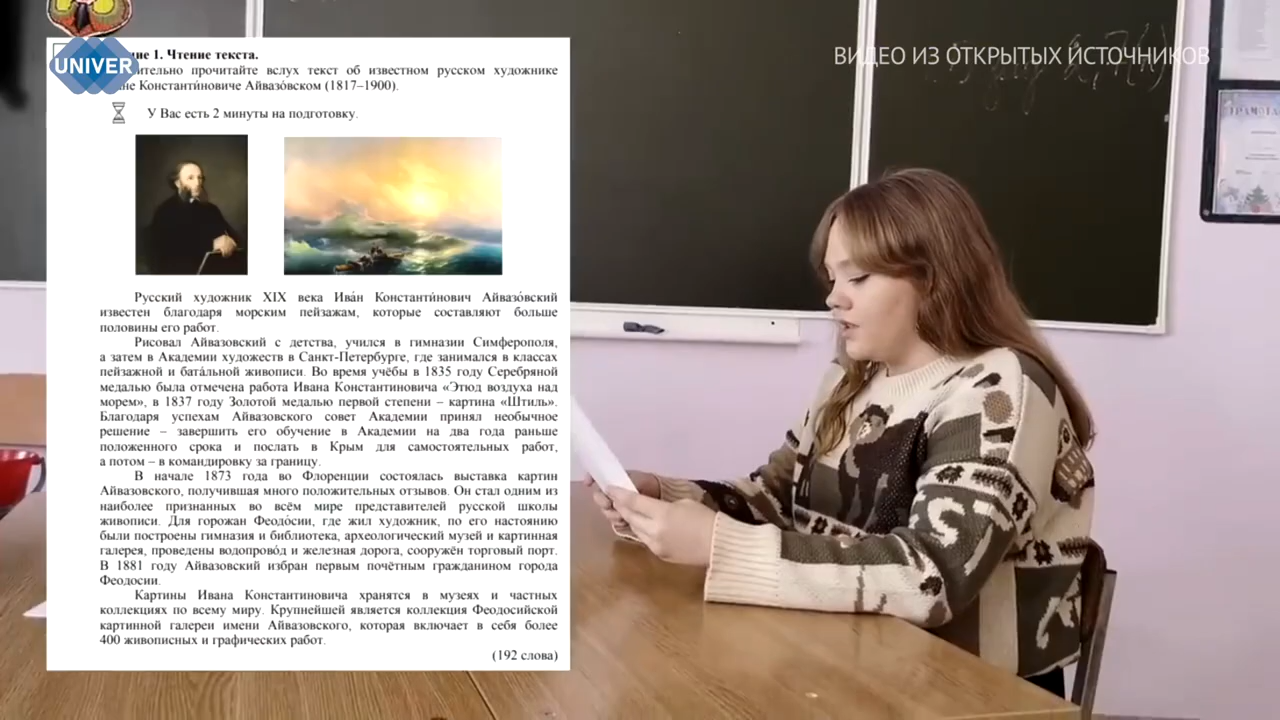 ВИДЕО ИЗ ОТКРЫТЫХ ИСТОЧНИКОВ
UNIVER
1. Чтение текста.
прочитайте вслух текст об известном русском художнике
Константи́новиче Айвазо́вском (1817–1900).
У Вас есть 2 минуты на подготовку.
Русский художник XIX века Ива́н Константи́нович Айвазо́вский
известен благодаря морским пейзажам, которые составляют больше
половины его работ.
Рисовал Айвазовский с детства, учился в гимназии Симферополя,
а затем в Академии художеств в Санкт-Петербурге, где занимался в классах
пейзажной и бата́льной живописи. Во время учёбы в 1835 году Серебряной
медалью была отмечена работа Ивана Константиновича «Этюд воздуха над
морем», в 1837 году Золотой медалью первой степени – картина «Штиль».
Благодаря успехам Айвазовского совет Академии принял необычное
решение – завершить его обучение в Академии на два года раньше
положенного срока и послать в Крым для самостоятельных работ,
а потом – в командировку за границу.
В начале 1873 года во Флоренции состоялась выставка картин
Айвазовского, получившая много положительных отзывов. Он стал одним из
наиболее признанных во всём мире представителей русской школы
живописи. Для горожан Феодо́сии, где жил художник, по его настоянию
были построены гимназия и библиотека, археологический музей и картинная
галерея, проведены водопрово́д и железная дорога, сооружён торговый порт.
В 1881 году Айвазовский избран первым почётным гражданином города
Феодосии.
Картины Ивана Константиновича хранятся в музеях и частных
коллекциях по всему миру. Крупнейшей является коллекция Феодосийской
картинной галереи имени Айвазовского, которая включает в себя более
400 живописных и графических работ.
(192 слова)
ГРАМОТА